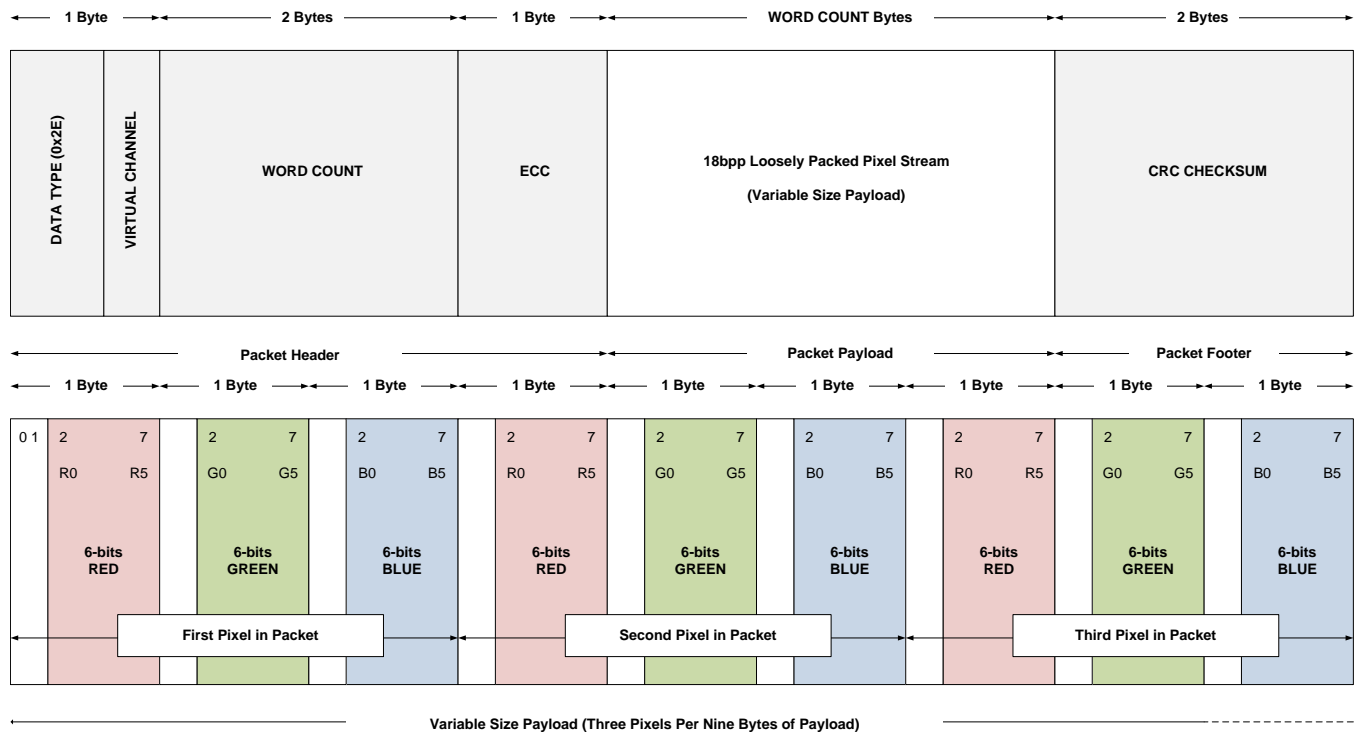 1 Byte 2 Bytes 1 Byte WORD COUNT Bytes 2 Bytes
DATA TYPE (0x2E)
VIRTUAL CHANNEL
WORD COUNT
ECC
18bpp Loosely Packed Pixel Stream
(Variable Size Payload)
CRC CHECKSUM
Packet Header Packet Payload Packet Footer
1 Byte 1 Byte 1 Byte 1 Byte 1 Byte 1 Byte 1 Byte 1 Byte 1 Byte
0 1 2 7 2 7 2 7 2 7 2 7 2 7 2 7 2 7 2 7
R0 R5 G0 G5 B0 B5 R0 R5 G0 G5 B0 B5 R0 R5 G0 G5 B0 B5
6-bits 6-bits 6-bits 6-bits 6-bits 6-bits 6-bits 6-bits 6-bits
RED GREEN BLUE RED GREEN BLUE RED GREEN BLUE
First Pixel in Packet Second Pixel in Packet Third Pixel in Packet
Variable Size Payload (Three Pixels Per Nine Bytes of Payload)